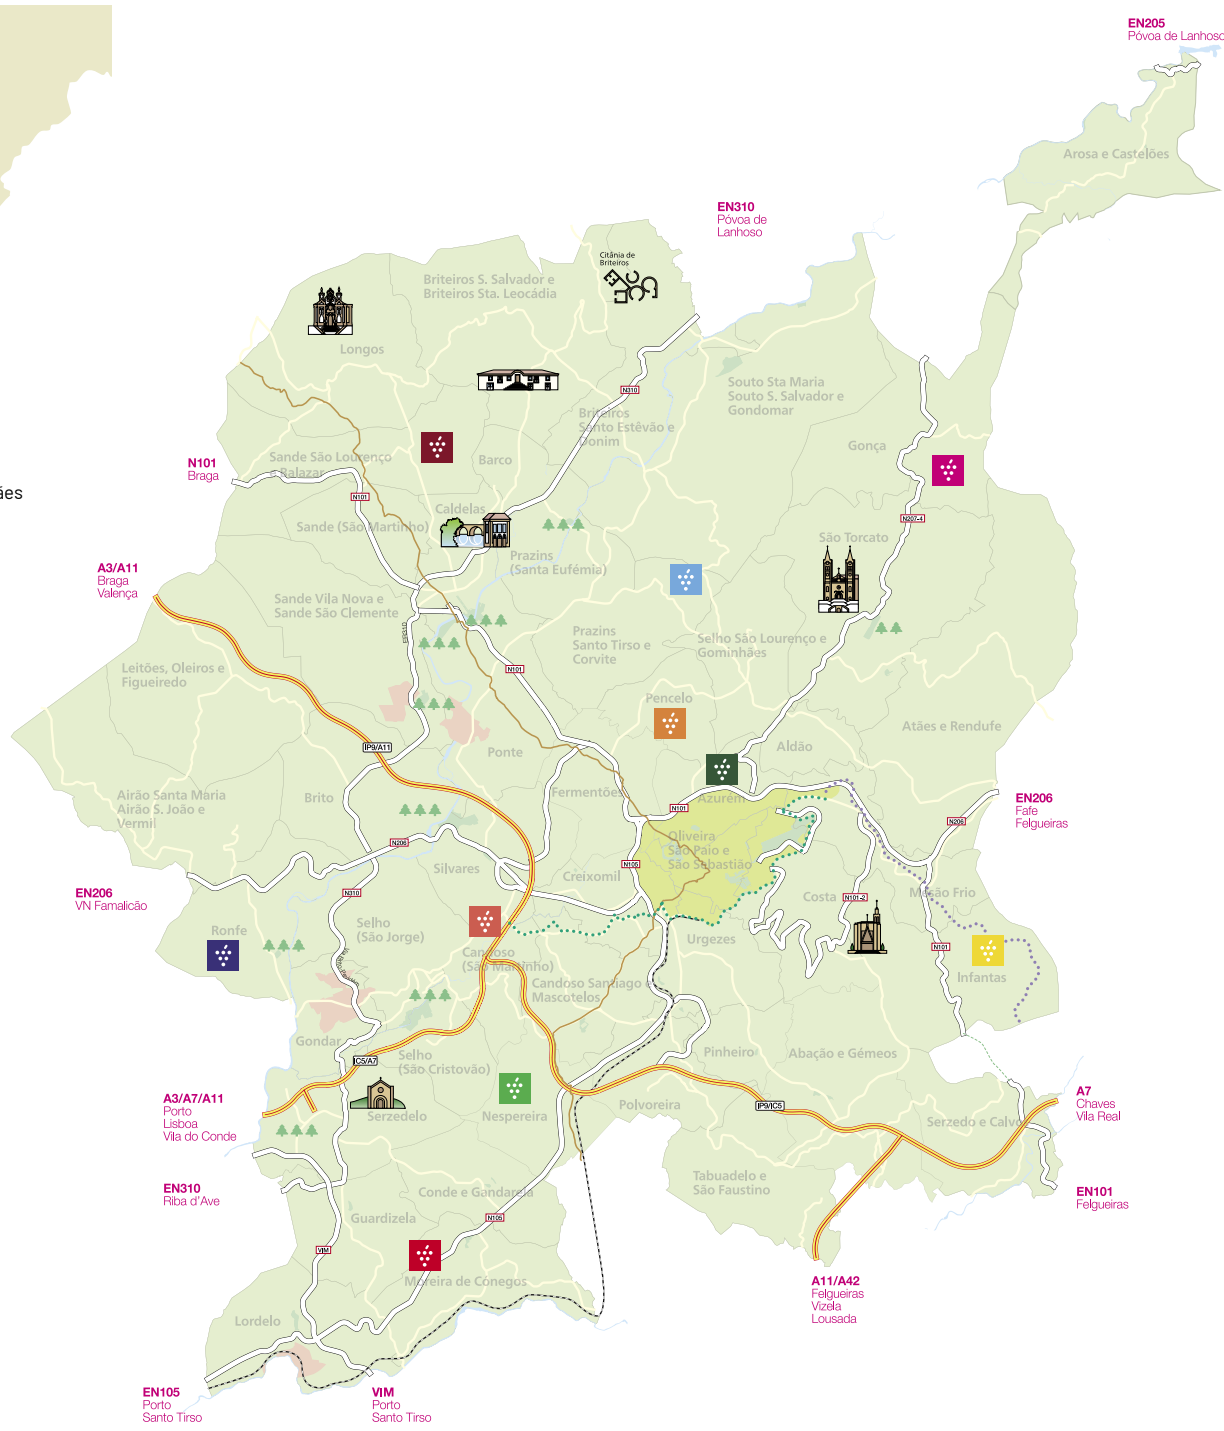 EN205
Póvoa de Lanhoso
Arosa e Castelões
EN310
Póvoa de
Lanhoso
Citânia de
Briteiros
Briteiros S. Salvador e
Briteiros Sta. Leocádia
Longos
N310
Souto Sta Maria
Souto S. Salvador e
Gondomar
Briteiros
Santo Estêvão e
Donim
Gonça
Sande São Lourenço
e Balazar
Barco
N101
Braga
ães
N101
Caldelas
Sande (São Martinho)
N207-4
São Torcato
Prazins
(Santa Eufémia)
A3/A11
Braga
Valença
Sande Vila Nova e
Sande São Clemente
EN310
Prazins
Santo Tirso e
Corvite
Selho São Lourenço e
Gominhães
Leitões, Oleiros e
Figueiredo
N101
Pencelo
Atães e Rendufe
IP9/A11
Ponte
Aldão
Airão Santa Maria
Airão S. João e
Vermil
Brito
Fermentões
Azurém
N101
EN206
Fafe
Felgueiras
N206
N206
Oliveira
São Paio e
São Sebastião
N105
Silvares
Creixomil
EN206
VN Famalicão
N310
Costa
N101-2
Mesão Frio
Ronfe
Selho
(São Jorge)
Urgezes
N101
Candoso
(São Martinho)
Infantas
Candoso Santiago e
Mascotelos
Gondar
IC5/A7
Selho
(São Cristovão)
Pinheiro
Abação e Gémeos
A3/A7/A11
Porto
Lisboa
Vila do Conde
Serzedelo
Nespereira
Polvoreira
IP9/IC5
Serzedo e Calvos
A7
Chaves
Vila Real
EN310
Riba d'Ave
Tabuadelo e
São Faustino
EN101
Felgueiras
Conde e Gandarela
Guardizela
N105
VIM
Moreira de Cónegos
A11/A42
Felgueiras
Vizela
Lousada
Lordelo
EN105
Porto
Santo Tirso
VIM
Porto
Santo Tirso